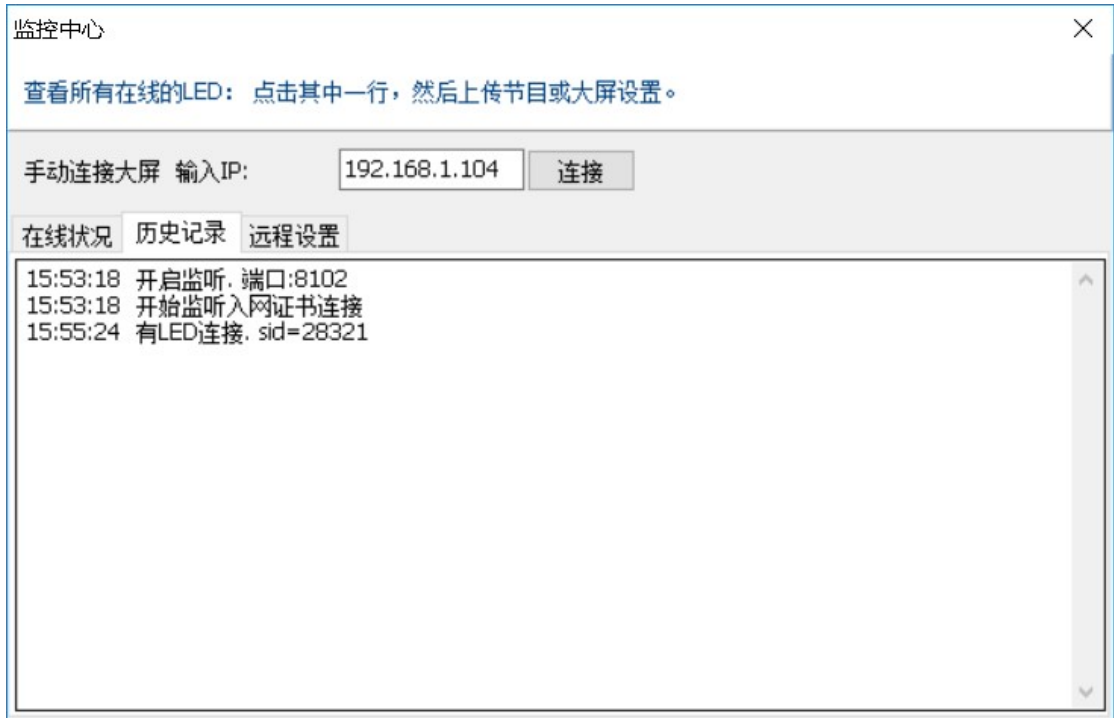 监控中心
查看所有在线的LED： 点击其中一行，然后上传节目或大屏设置。
手动连接大屏 输入IP: 192.168.1.104 连接
在线状况 历史记录 远程设置
15:53:18 开启监听. 端口:8102
15:53:18 开始监听入网证书连接
15:55:24 有LED连接. sid=28321